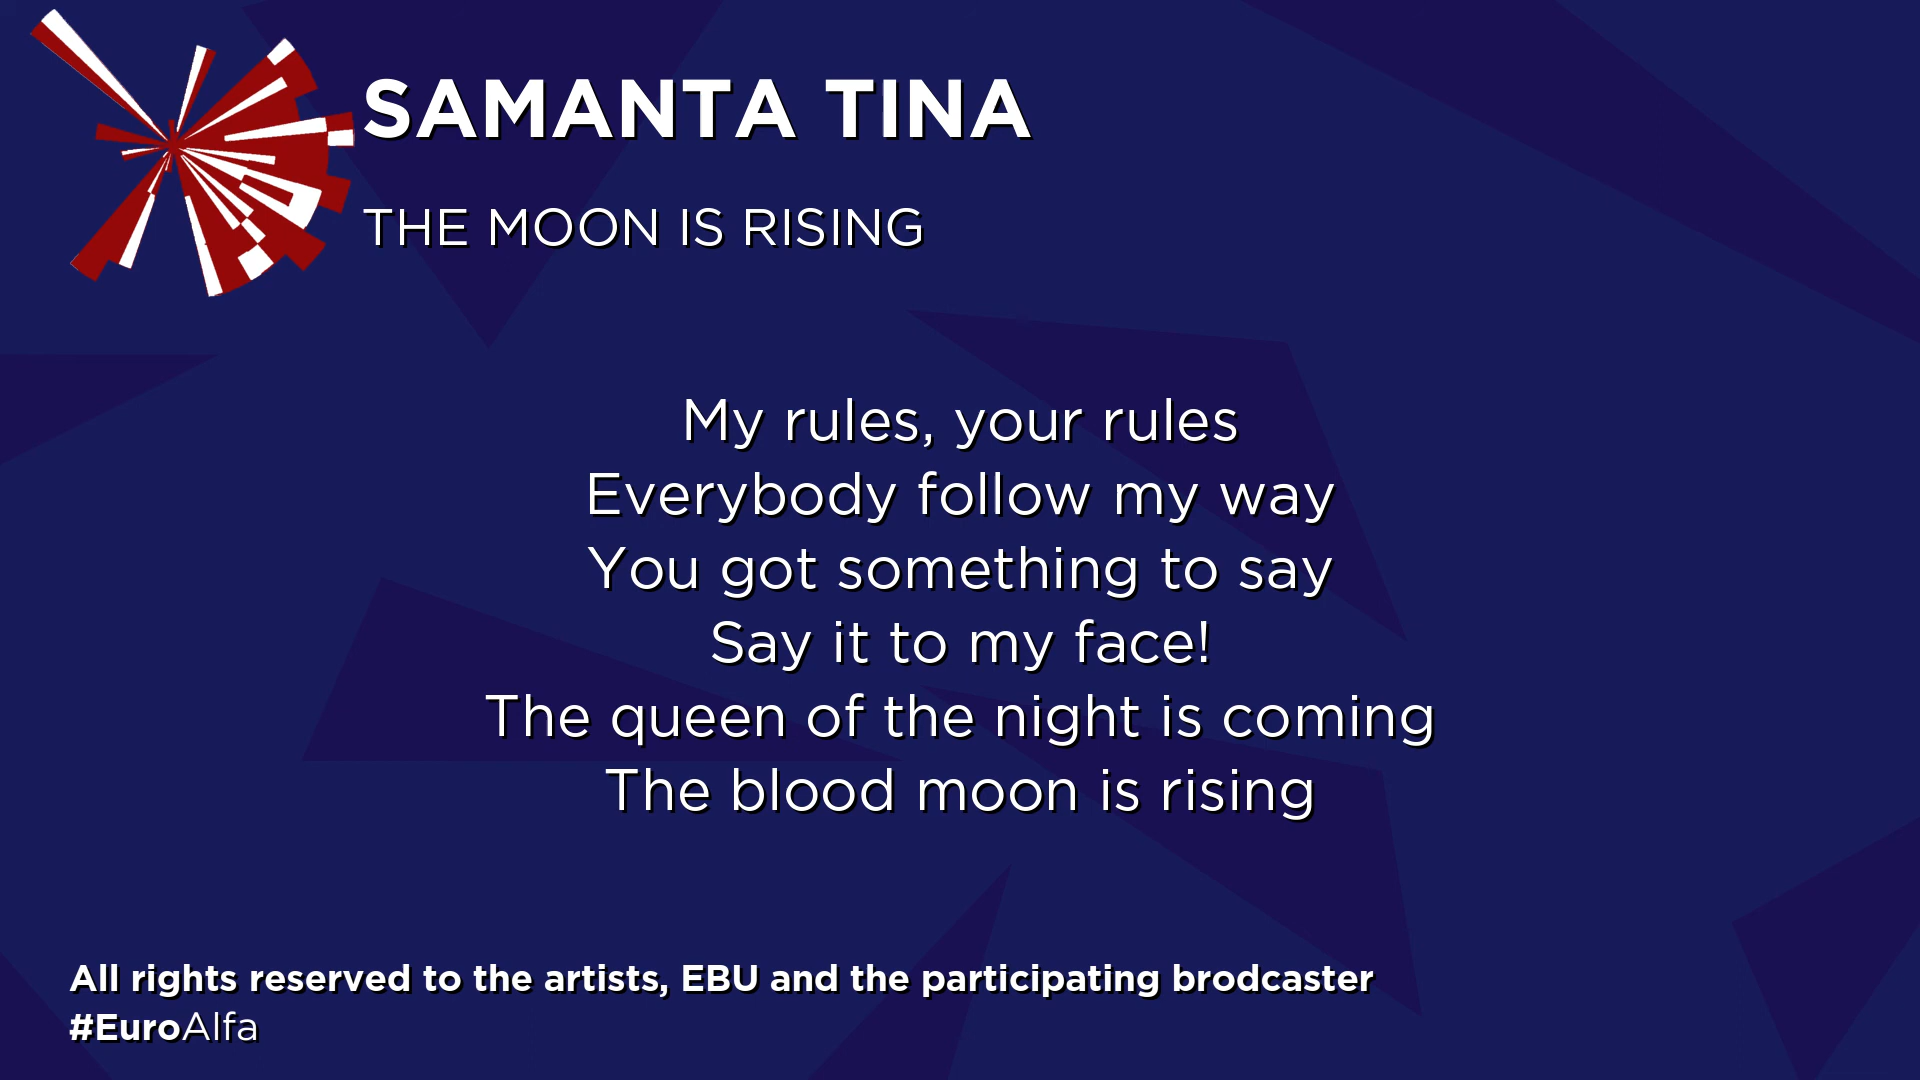 SAMANTA TINA
THE MOON IS RISING
My rules, your rules
Everybody follow my way
You got something to say
Say it to my face!
The queen of the night is coming
The blood moon is rising
All rights reserved to the artists, EBU and the participating brodcaster
#EuroAlfa